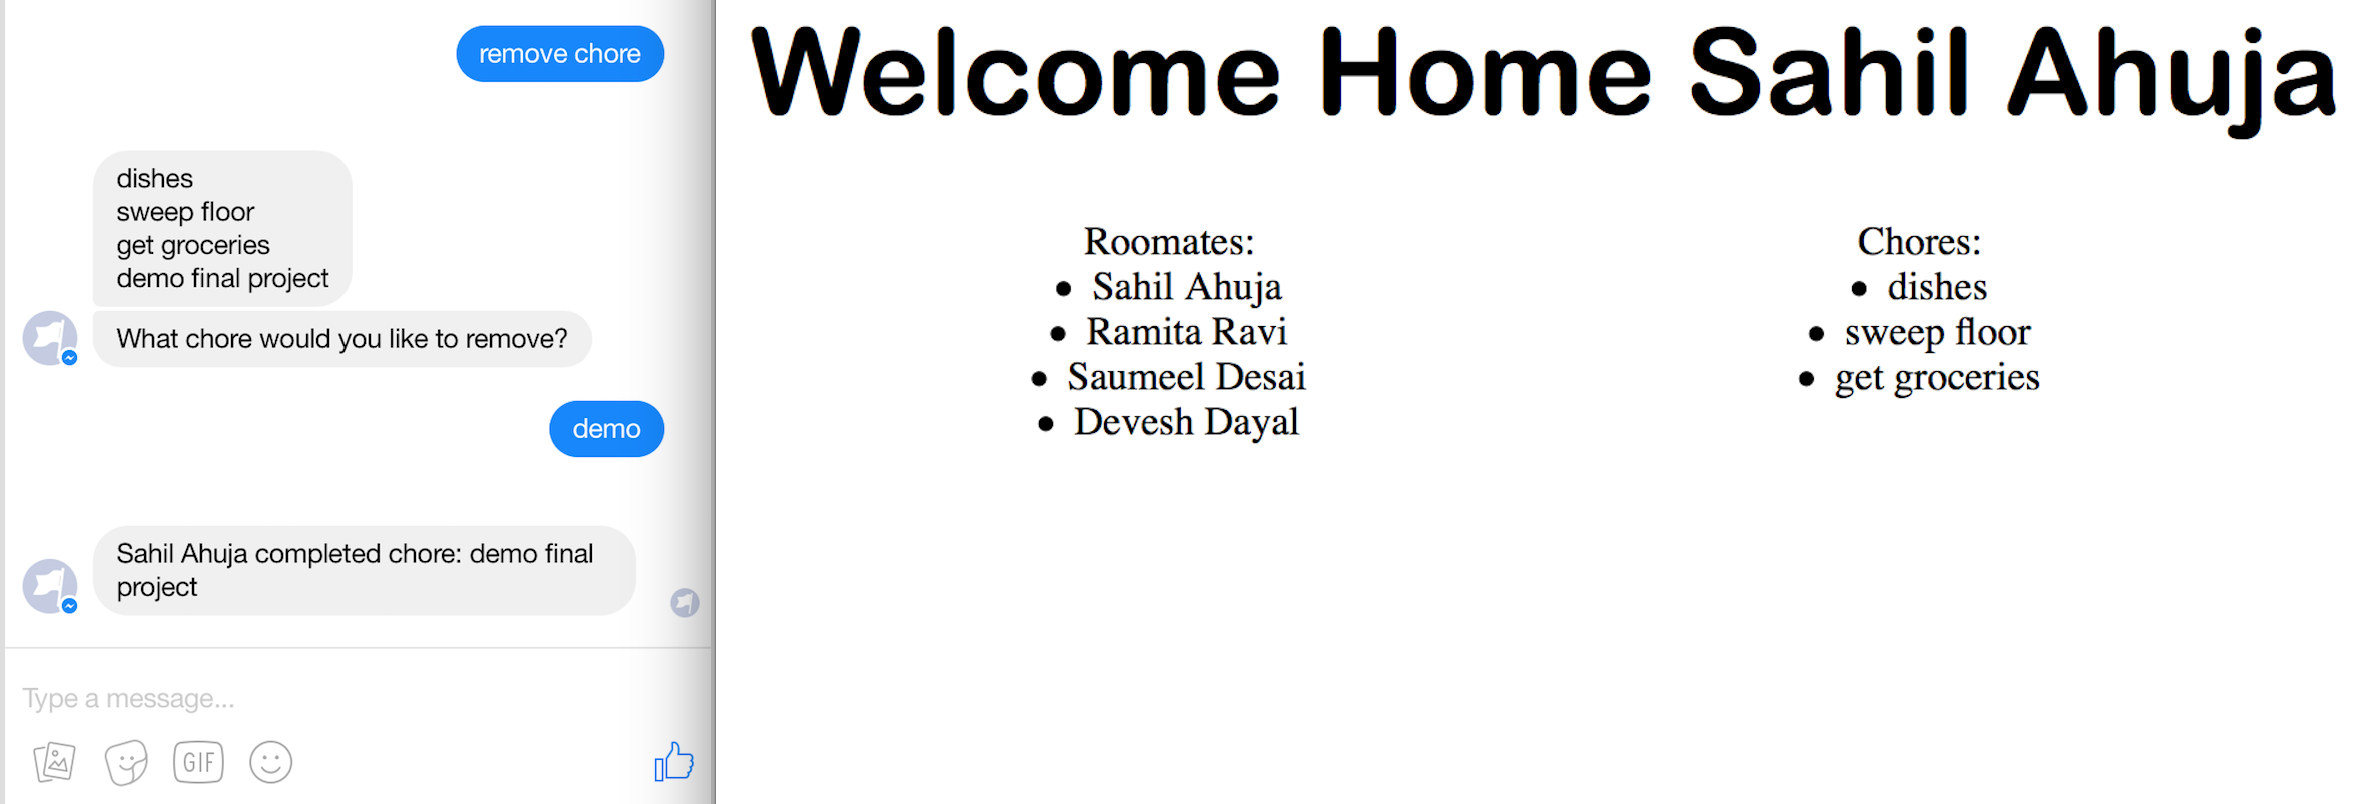 remove chore
dishes
sweep floor
get groceries
demo final project
What chore would you like to remove?
demo
Sahil Ahuja completed chore: demo final
project
Type a message...
GIF
Welcome Home Sahil Ahuja
Roomates:
• Sahil Ahuja
• Ramita Ravi
• Saumeel Desai
• Devesh Dayal
Chores:
• dishes
• sweep floor
• get groceries